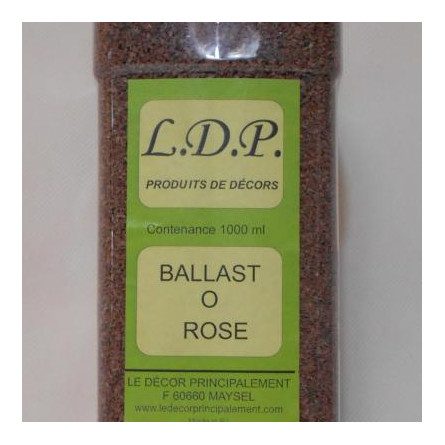 L.D.P.
PRODUITS DE DÉCORS
Contenance 1000 ml
BALLAST
O
ROSE
LE DÉCOR PRINCIPALEMENT
F 60660 MAYSEL
www.ledecorprincipalement.com